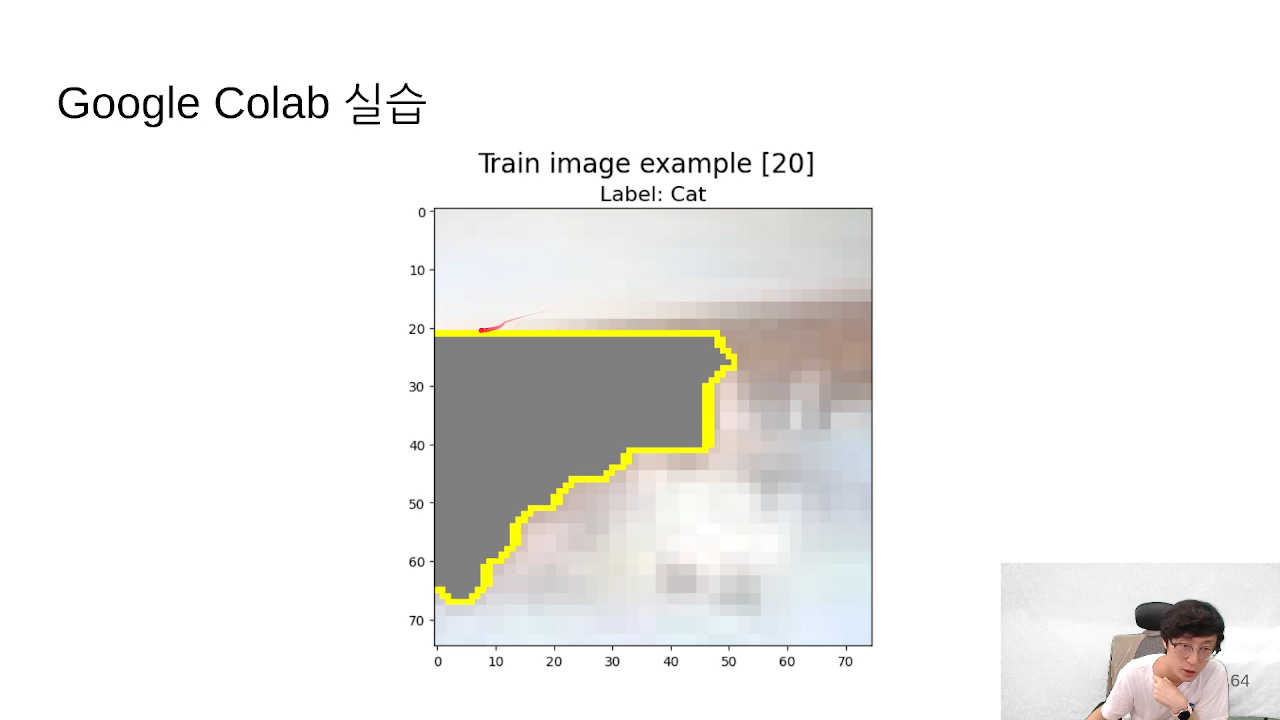 Google Colab 실습
Train image example [20]
Label: Cat
0
10
20
30
40
50
60
70
0 10 20 30 40 50 60 70
64